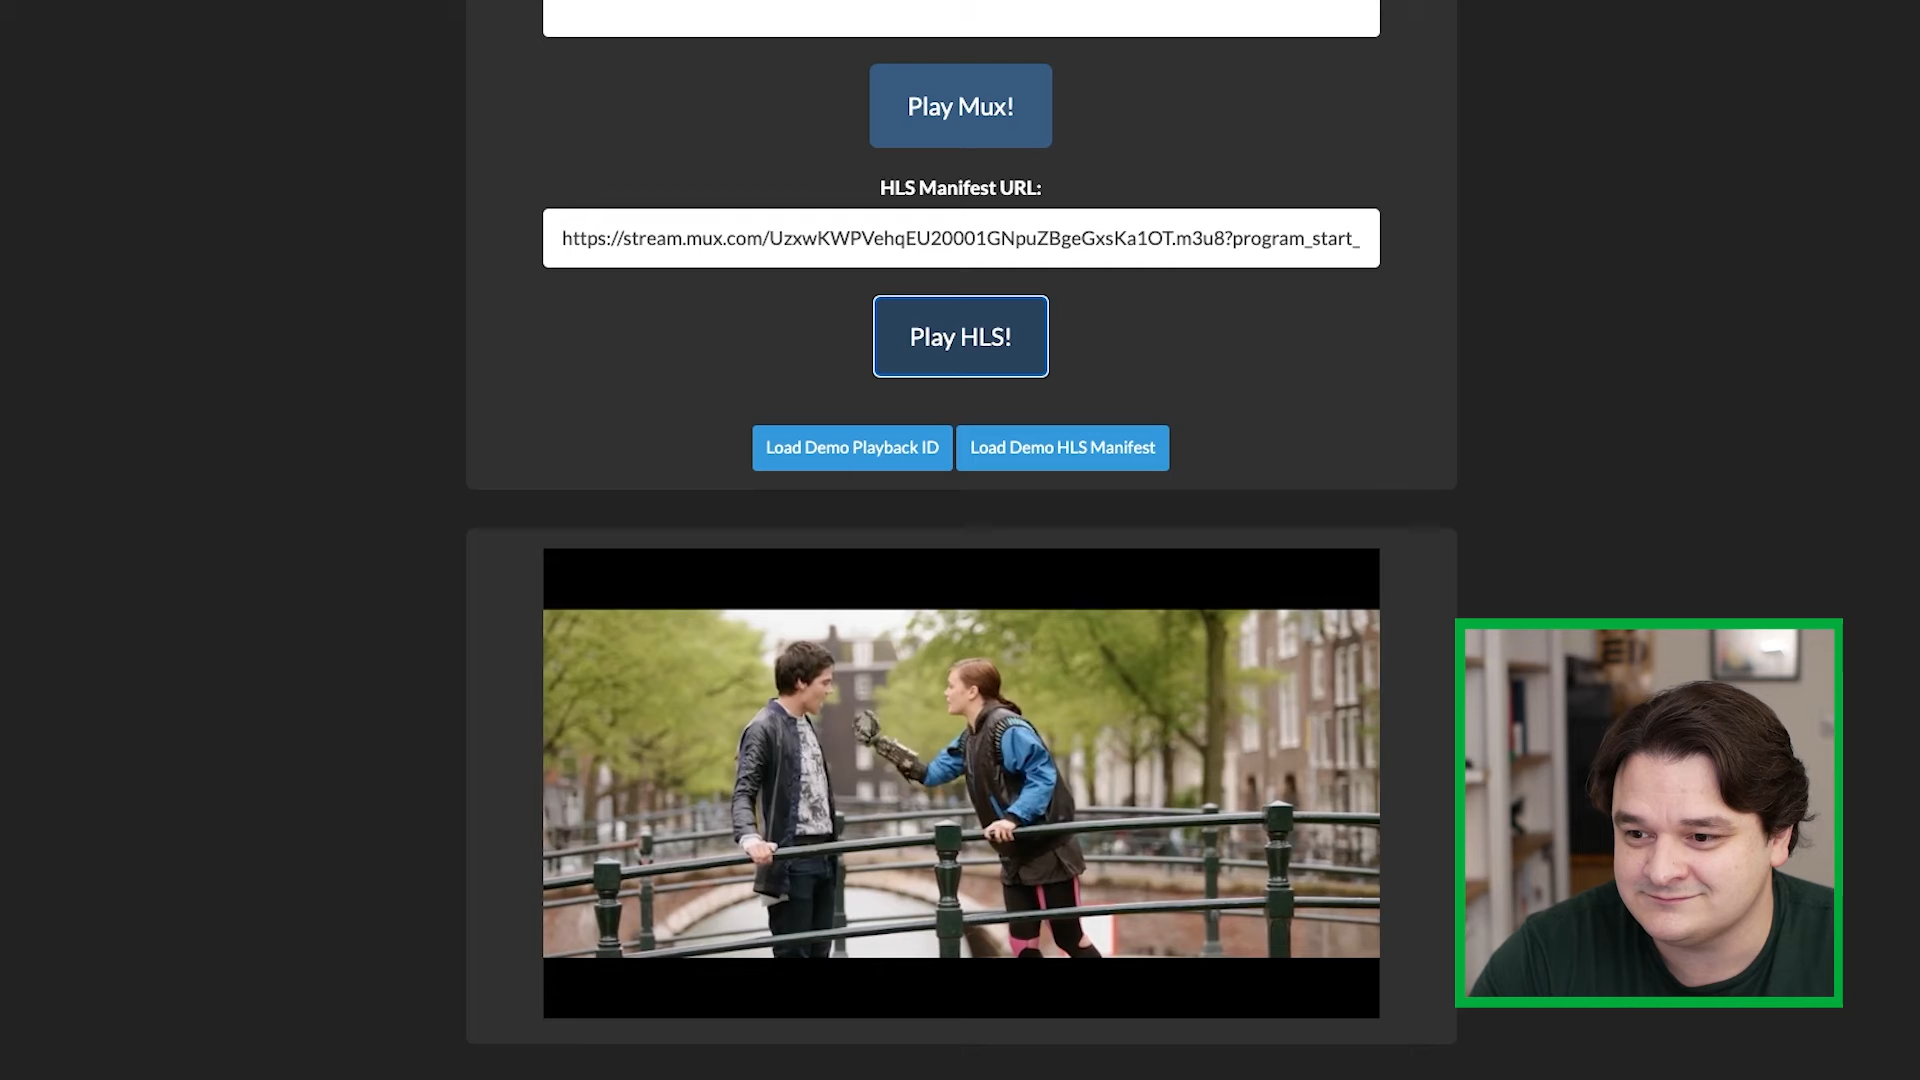 Play Mux!
HLS Manifest URL:
https://stream.mux.com/UzxwKWPVehqEU20001GNpuZBgeGxsKa1OT.m3u8?program_start_
Play HLS!
Load Demo Playback ID
Load Demo HLS Manifest